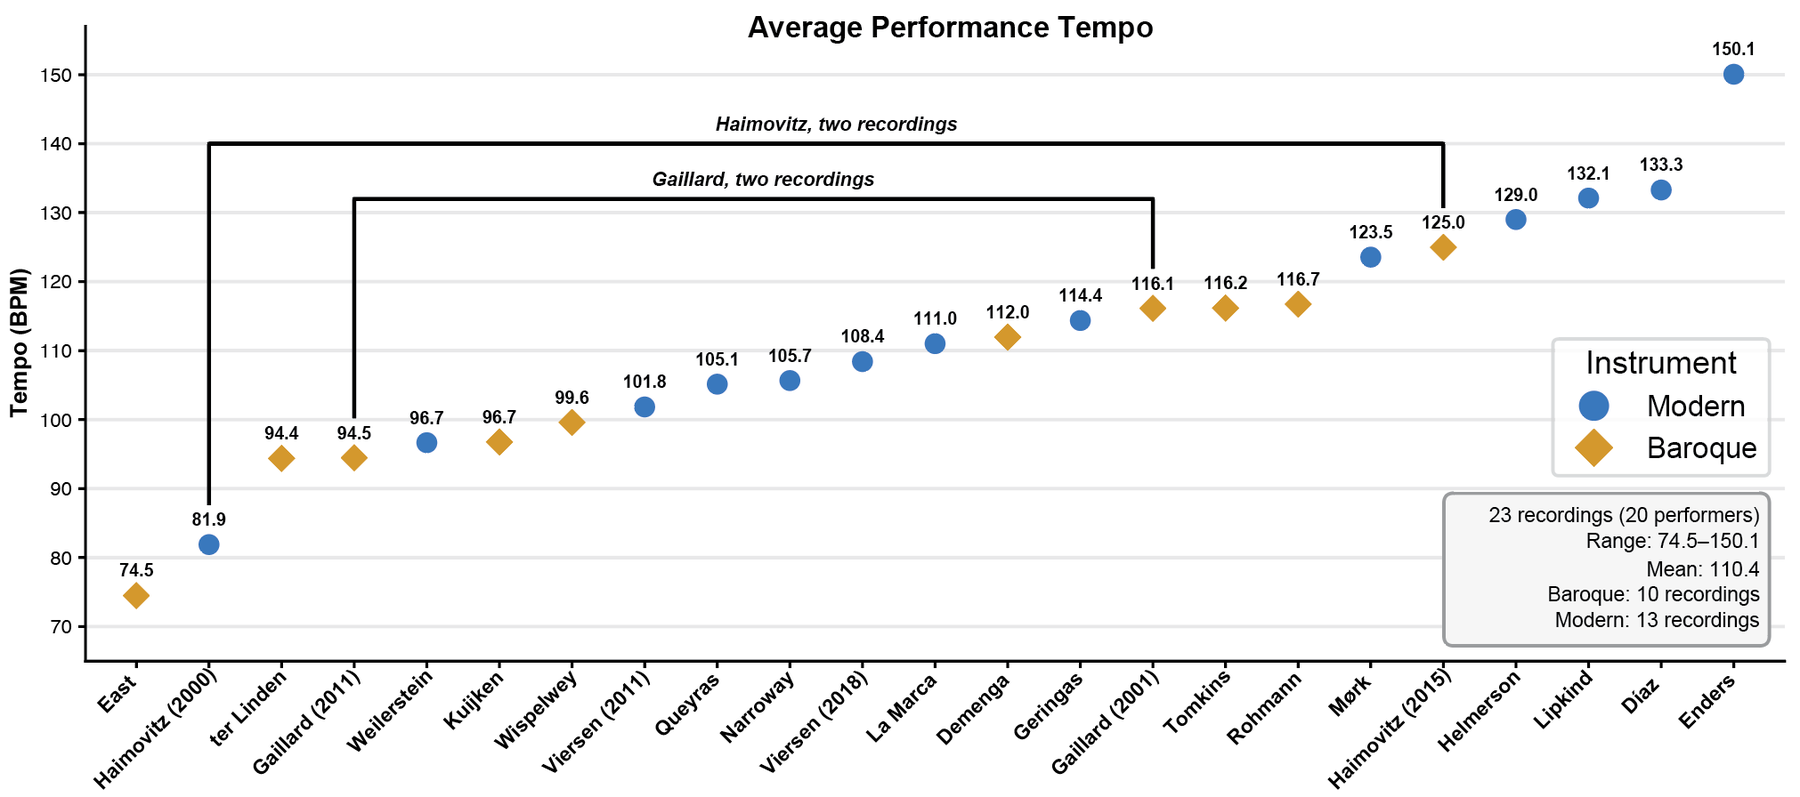 Average Performance Tempo
Tempo (BPM)
150
140
130
120
110
100
90
80
70
Haimovitz, two recordings
Gaillard, two recordings
74.5
81.9
94.4
94.5
96.7
96.7
99.6
101.8
105.1
105.7
108.4
111.0
112.0
114.4
116.1
116.2
116.7
123.5
125.0
129.0
132.1
133.3
150.1
Instrument
Modern
Baroque
23 recordings (20 performers)
Range: 74.5–150.1
Mean: 110.4
Baroque: 10 recordings
Modern: 13 recordings
East
Haimovitz (2000)
ter Linden
Gaillard (2011)
Weilerstein
Kuijken
Wispelwey
Viersen (2011)
Queyras
Narroway
Viersen (2018)
La Marca
Demenga
Geringas
Gaillard (2001)
Tomkins
Rohmann
Mørk
Haimovitz (2015)
Helmerson
Lipkind
Díaz
Enders